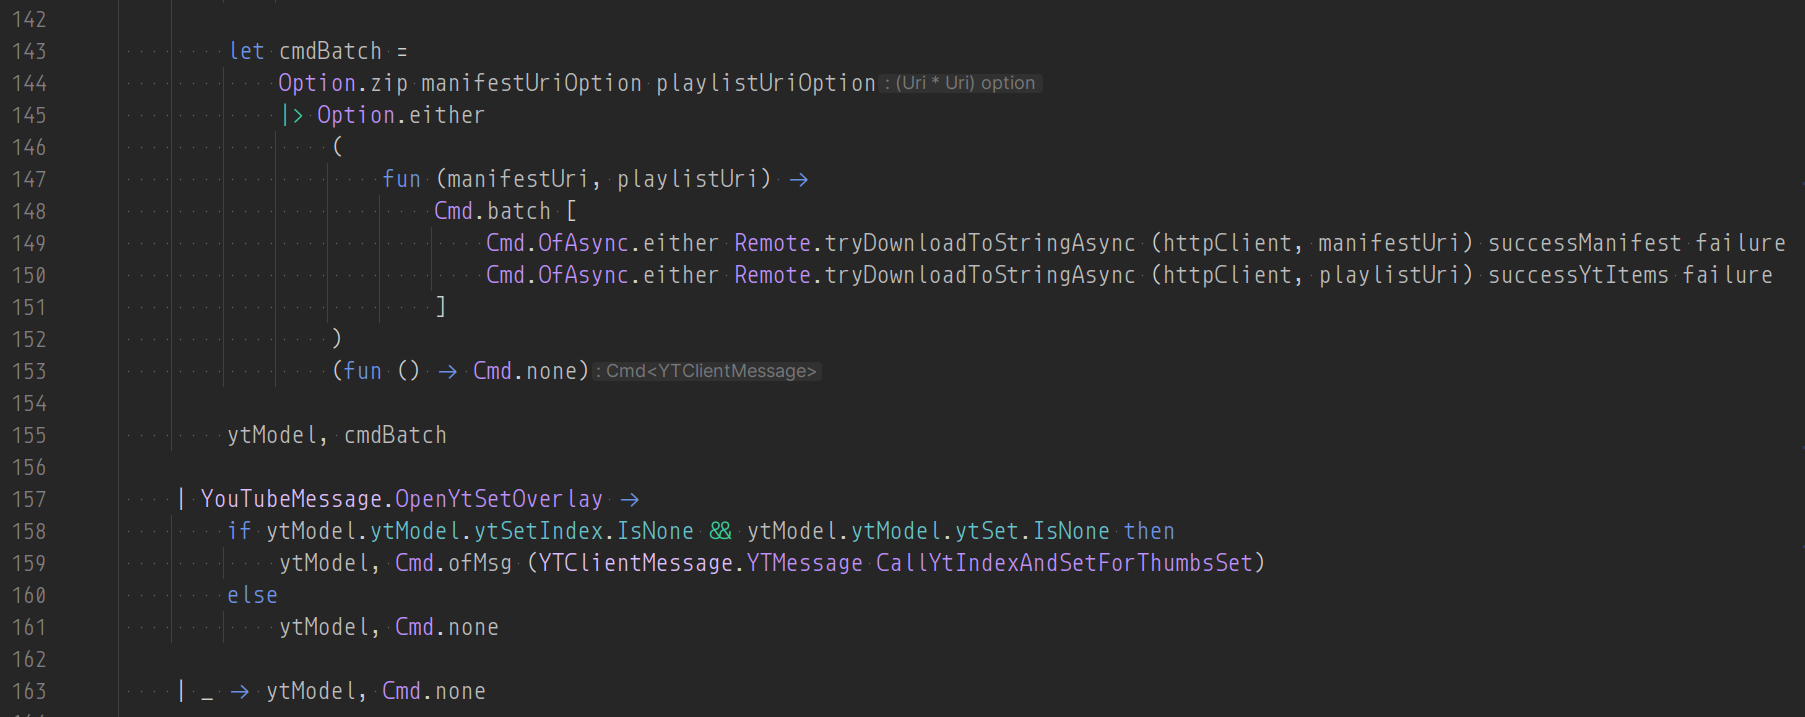 142
143 let cmdBatch =
144 Option.zip manifestUriOption playlistUriOption : (Uri * Uri) option
145 |> Option.either
146 (
147 fun (manifestUri, playlistUri) →
148 Cmd.batch [
149 Cmd.OfAsync.either Remote.tryDownloadToStringAsync (httpClient, manifestUri) successManifest failure
150 Cmd.OfAsync.either Remote.tryDownloadToStringAsync (httpClient, playlistUri) successYtItems failure
151 ]
152 )
153 (fun () → Cmd.none) : Cmd<YTClientMessage>
154
155 ytModel, cmdBatch
156
157 | YouTubeMessage.OpenYtSetOverlay →
158 if ytModel.ytModel.ytSetIndex.IsNone && ytModel.ytModel.ytSet.IsNone then
159 ytModel, Cmd.ofMsg (YTClientMessage.YTMessage CallYtIndexAndSetForThumbsSet)
160 else
161 ytModel, Cmd.none
162
163 | _ → ytModel, Cmd.none